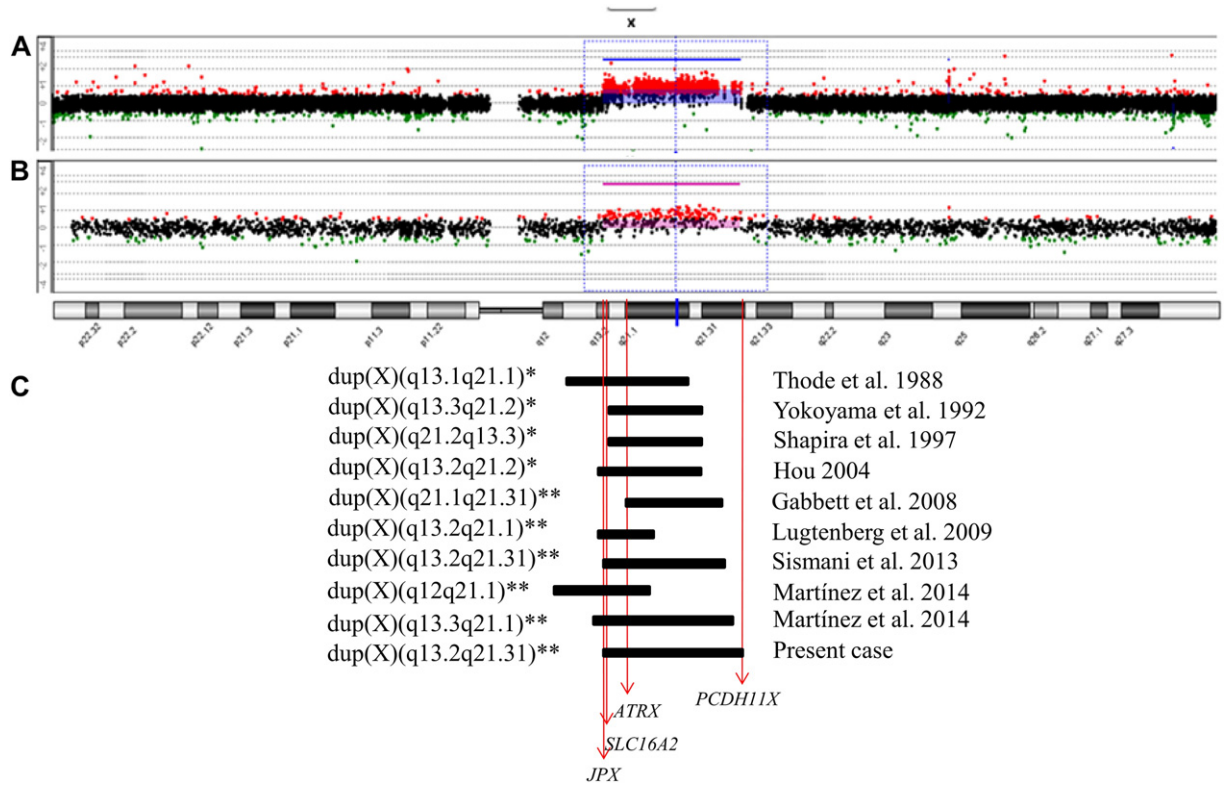 X
A
B
p22.32 p22.2 p22.12 p21.3 p21.1 p11.3 p11.22 q12 q13.2 q21.1 q21.31 q21.33 q22.2 q23 q25 q26.2 q27.1 q27.3
C
dup(X)(q13.1q21.1)* Thode et al. 1988
dup(X)(q13.3q21.2)* Yokoyama et al. 1992
dup(X)(q21.2q13.3)* Shapira et al. 1997
dup(X)(q13.2q21.2)* Hou 2004
dup(X)(q21.1q21.31)** Gabbett et al. 2008
dup(X)(q13.2q21.1)** Lugtenberg et al. 2009
dup(X)(q13.2q21.31)** Sismani et al. 2013
dup(X)(q12q21.1)** Martínez et al. 2014
dup(X)(q13.3q21.1)** Martínez et al. 2014
dup(X)(q13.2q21.31)** Present case
PCDH11X
ATRX
SLC16A2
JPX